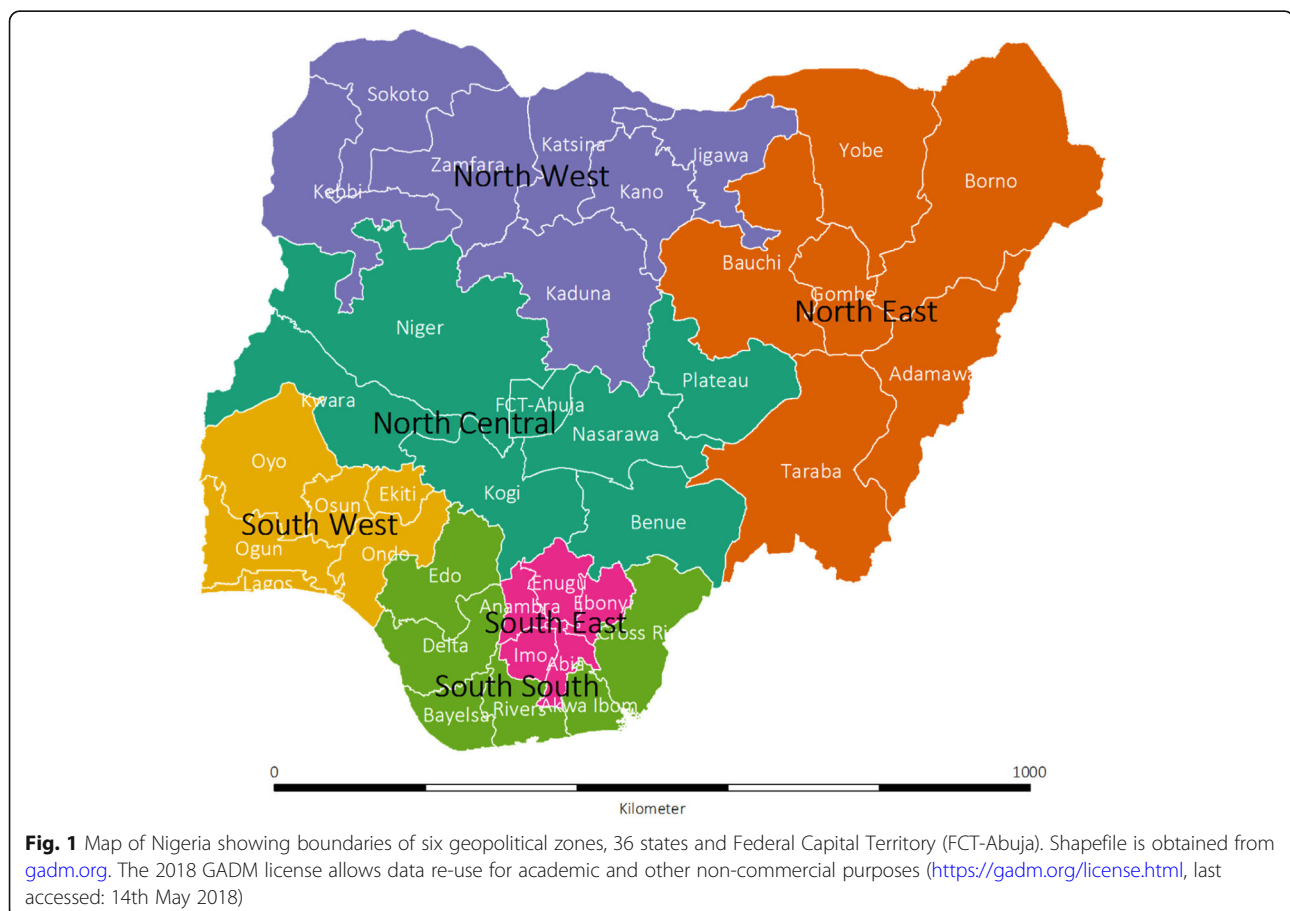 Sokoto
Katsina
Zamfara
Jigawa
Yobe
North West
Borno
Kebbi
Kano
Bauchi
Kaduna
Gombe
North East
Niger
Adamawa
Plateau
Kwara
FCT-Abuja
North Central
Nasarawa
Oyo
Taraba
Kogi
Ekiti
Osun
South West
Benue
Ogun
Ondo
Edo
Enugu
Lagos
Anambra
Ebonyi
South East
Cross Ri
Delta
Imo
Abia
South South
Bayelsa
Rivers
Akwa Ibom
0
1000
Kilometer
Fig. 1 Map of Nigeria showing boundaries of six geopolitical zones, 36 states and Federal Capital Territory (FCT-Abuja). Shapefile is obtained from
gadm.org. The 2018 GADM license allows data re-use for academic and other non-commercial purposes (https://gadm.org/license.html, last
accessed: 14th May 2018)